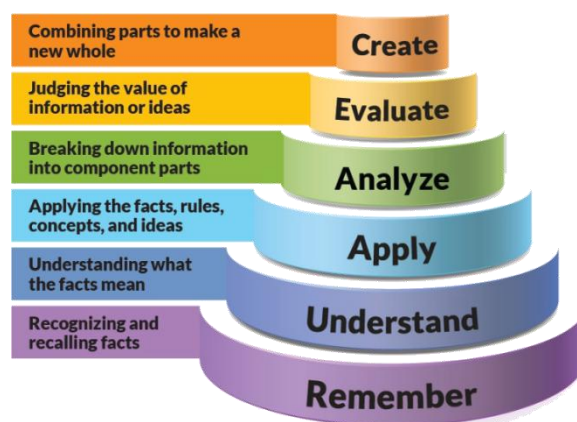 Combining parts to make a
new whole
Create
Judging the value of
information or ideas
Evaluate
Breaking down information
into component parts
Analyze
Applying the facts, rules,
concepts, and ideas
Apply
Understanding what
the facts mean
Understand
Recognizing and
recalling facts
Remember